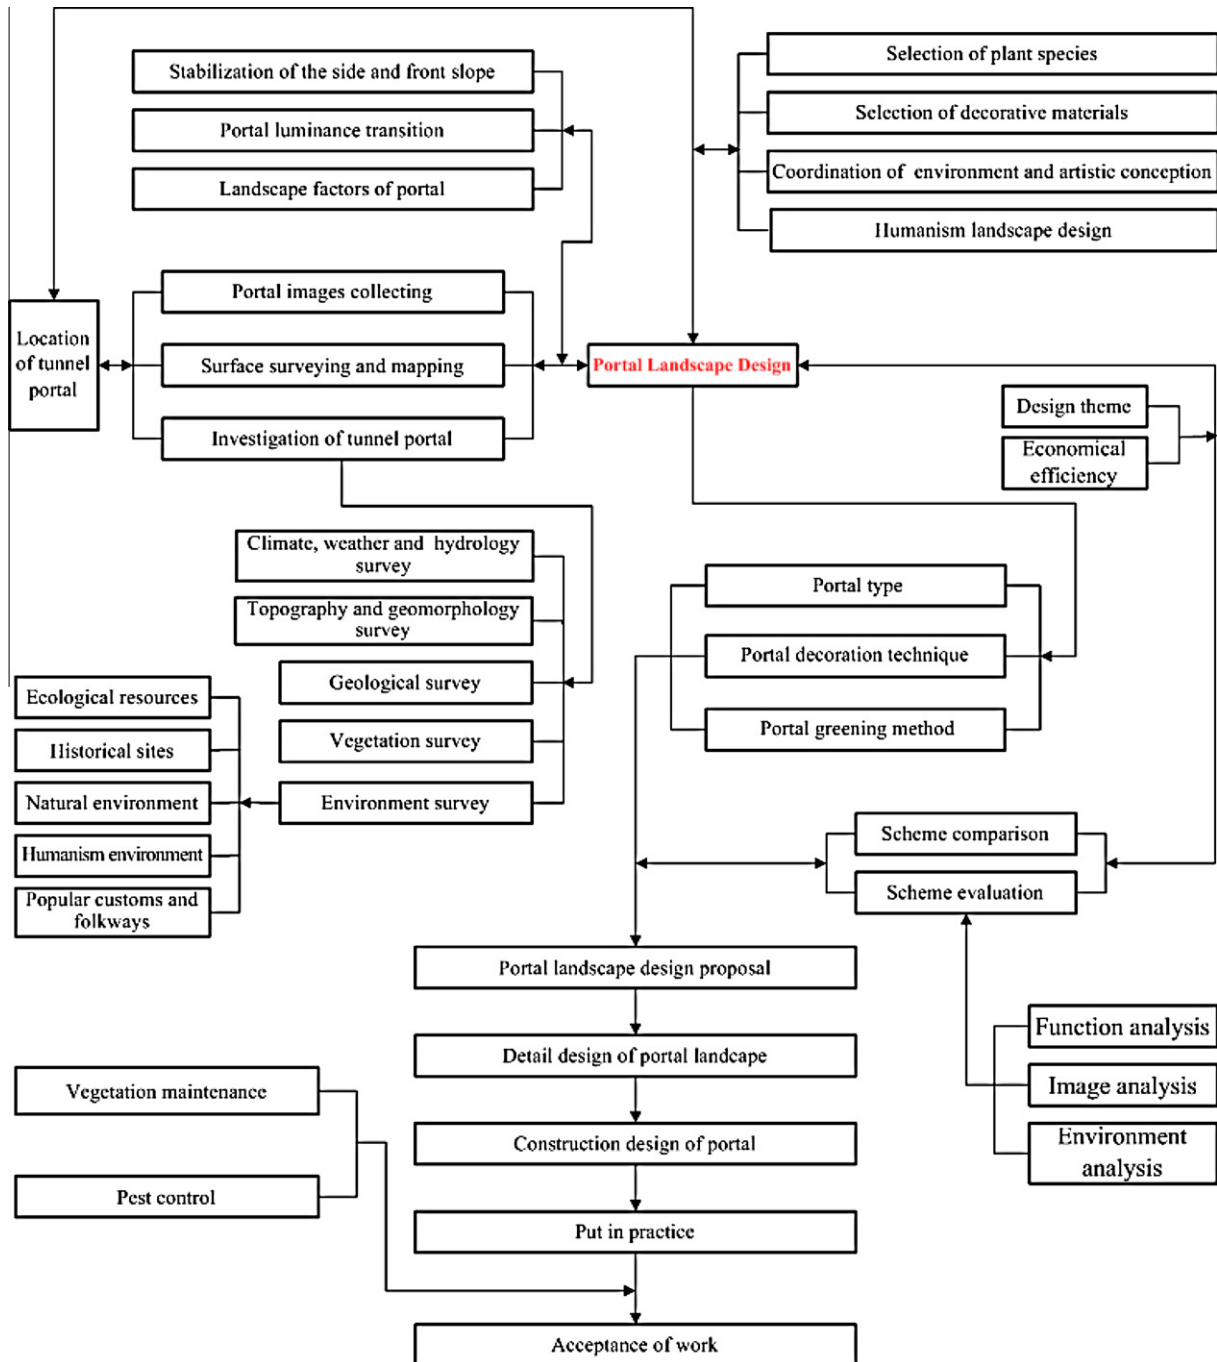 Stabilization of the side and front slope
Portal luminance transition
Landscape factors of portal
Selection of plant species
Selection of decorative materials
Coordination of environment and artistic conception
Humanism landscape design
Location
of tunnel
portal
Portal images collecting
Surface surveying and mapping
Investigation of tunnel portal
Portal Landscape Design
Design theme
Economical
efficiency
Climate, weather and hydrology
survey
Topography and geomorphology
survey
Geological survey
Vegetation survey
Environment survey
Ecological resources
Historical sites
Natural environment
Humanism environment
Popular customs and
folkways
Portal type
Portal decoration technique
Portal greening method
Scheme comparison
Scheme evaluation
Function analysis
Image analysis
Environment
analysis
Portal landscape design proposal
Detail design of portal landcape
Construction design of portal
Put in practice
Vegetation maintenance
Pest control
Acceptance of work